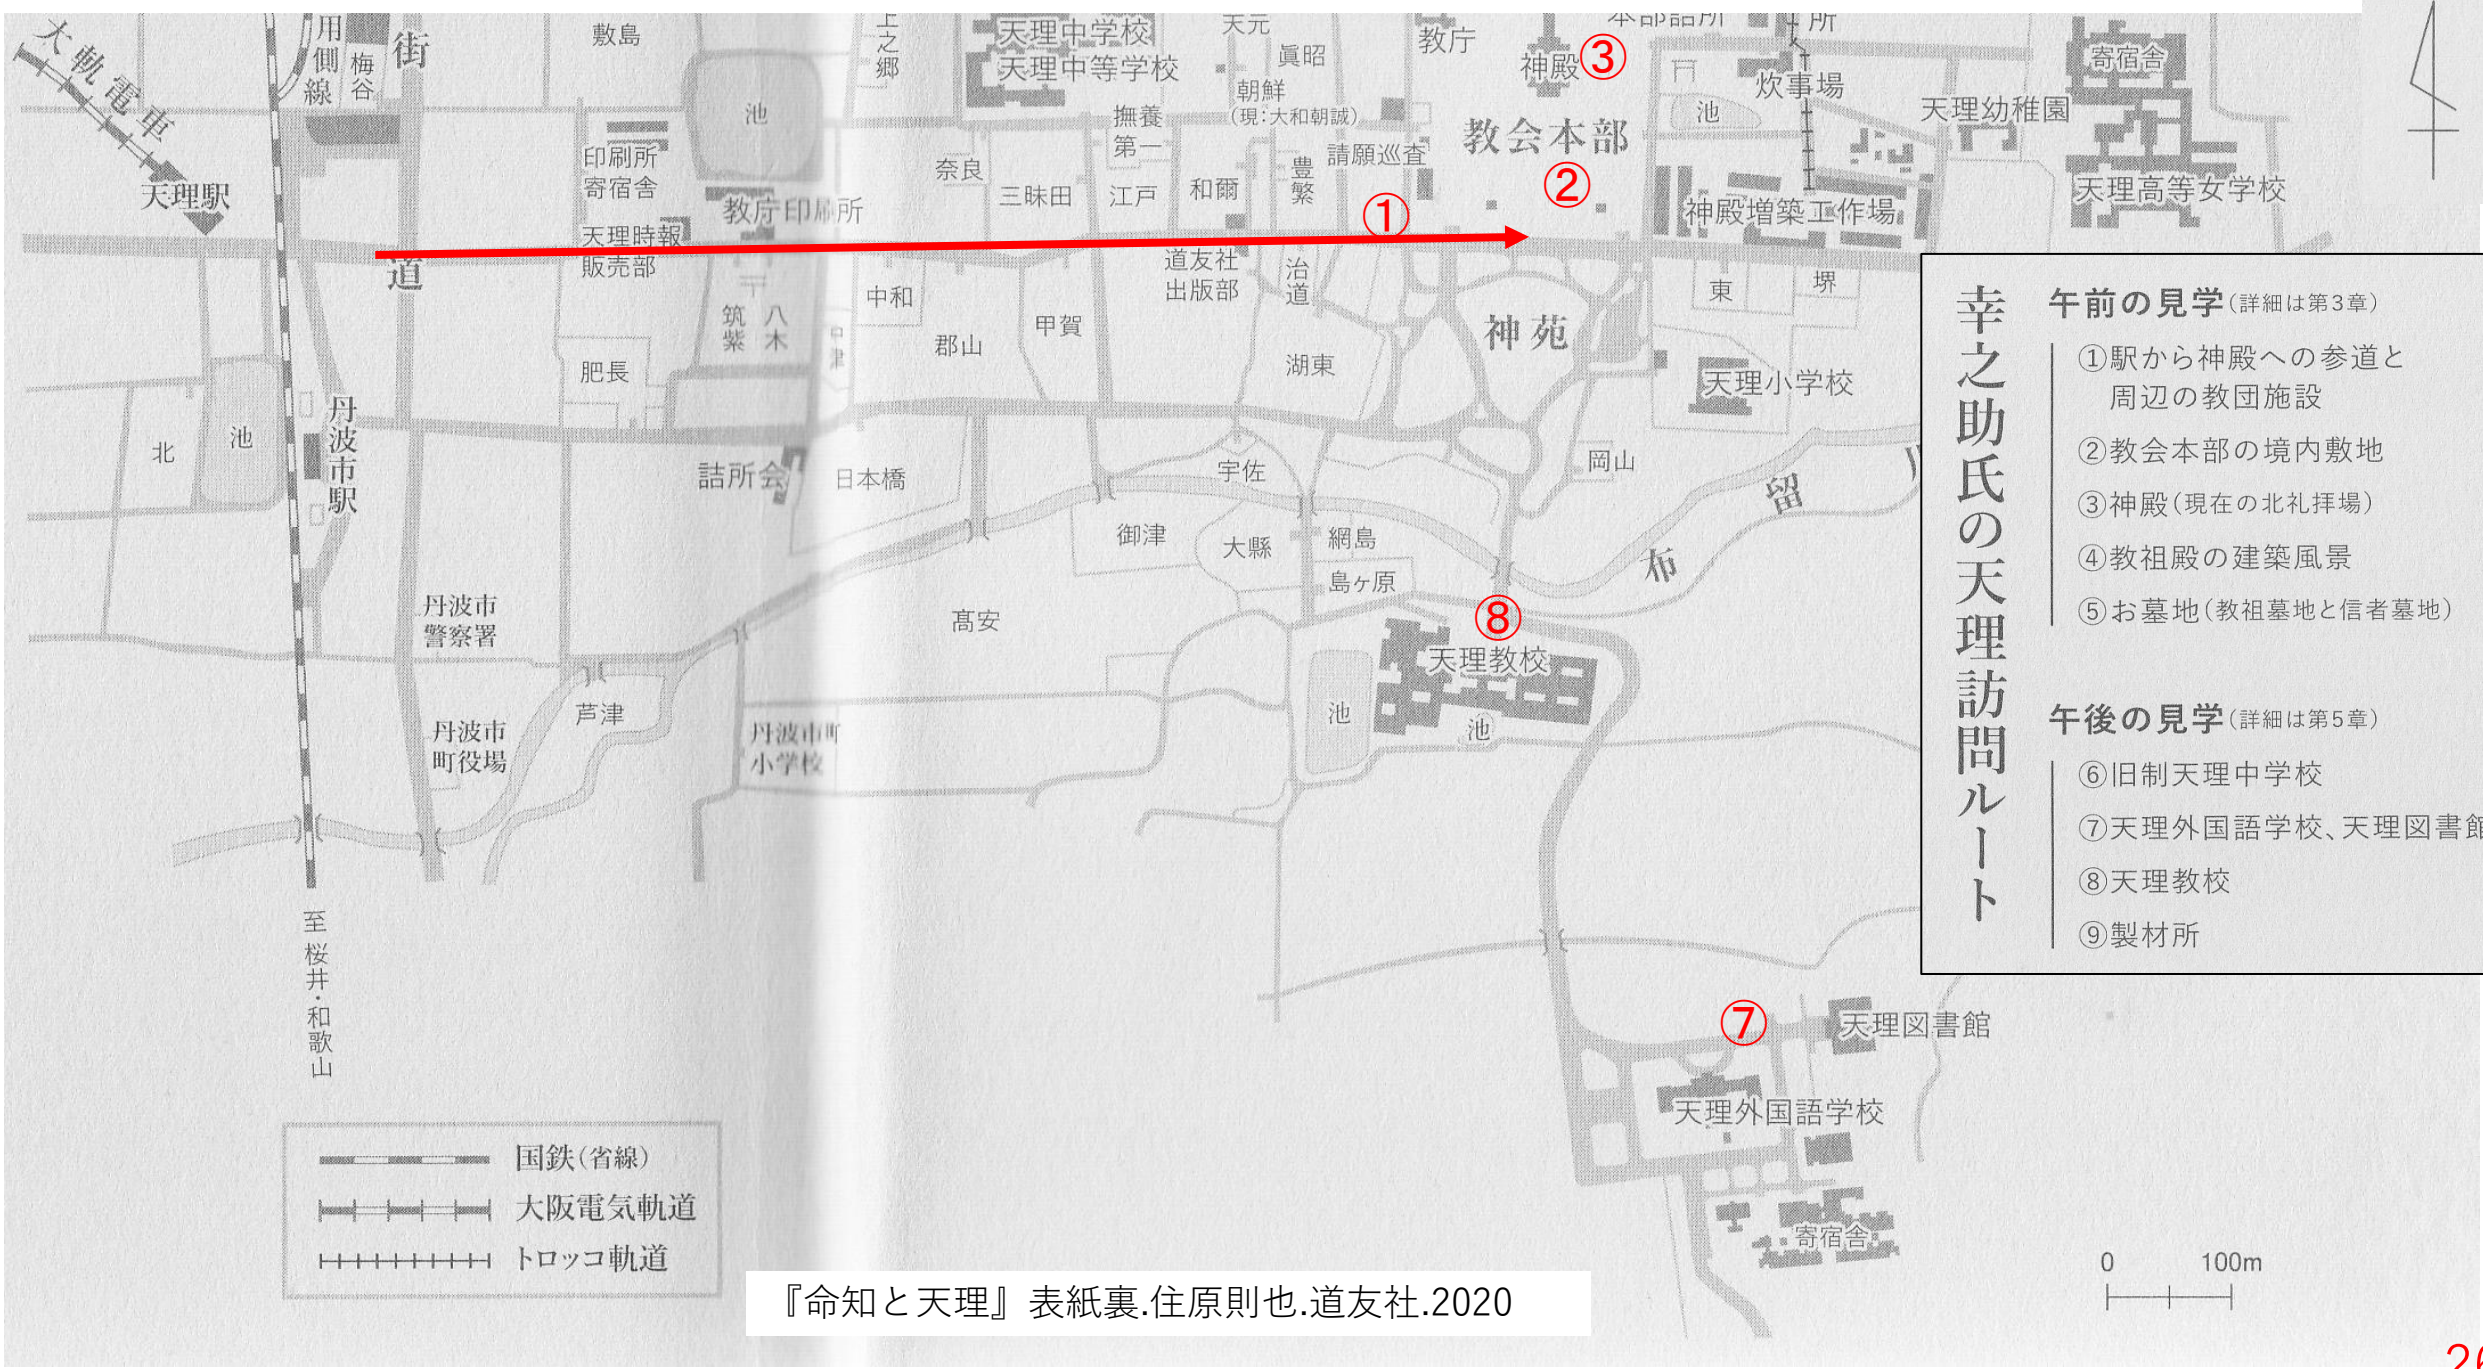 大軌電車
天理駅
用側線
梅谷
街
道
敷島
池
上之郷
天理中学校
天理中等学校
天元
眞昭
朝鮮
(現:大和朝誠)
撫養
第一
教庁
神殿
③
本部詰所
所
池
炊事場
天理幼稚園
寄宿舎
天理高等女学校
印刷所
寄宿舎
教庁印刷所
天理時報
販売部
奈良
三昧田
江戸
和爾
豊繁
請願巡査
教会本部
①
②
神殿増築工作場
筑紫
八木
中津
中和
郡山
甲賀
道友社
出版部
治道
湖東
神苑
東
堺
天理小学校
肥長
北
池
丹波市駅
詰所会
日本橋
宇佐
岡山
御津
大縣
網島
島ヶ原
布留
髙安
⑧
天理教校
池
池
丹波市
警察署
丹波市
町役場
芦津
丹波市町
小学校
至 桜井・和歌山
⑦
天理図書館
天理外国語学校
寄宿舎
幸之助氏の天理訪問ルート
午前の見学(詳細は第3章)
①駅から神殿への参道と
周辺の教団施設
②教会本部の境内敷地
③神殿(現在の北礼拝場)
④教祖殿の建築風景
⑤お墓地(教祖墓地と信者墓地)
午後の見学(詳細は第5章)
⑥旧制天理中学校
⑦天理外国語学校、天理図書館
⑧天理教校
⑨製材所
国鉄(省線)
大阪電気軌道
トロッコ軌道
0 100m
『命知と天理』表紙裏.住原則也.道友社.2020